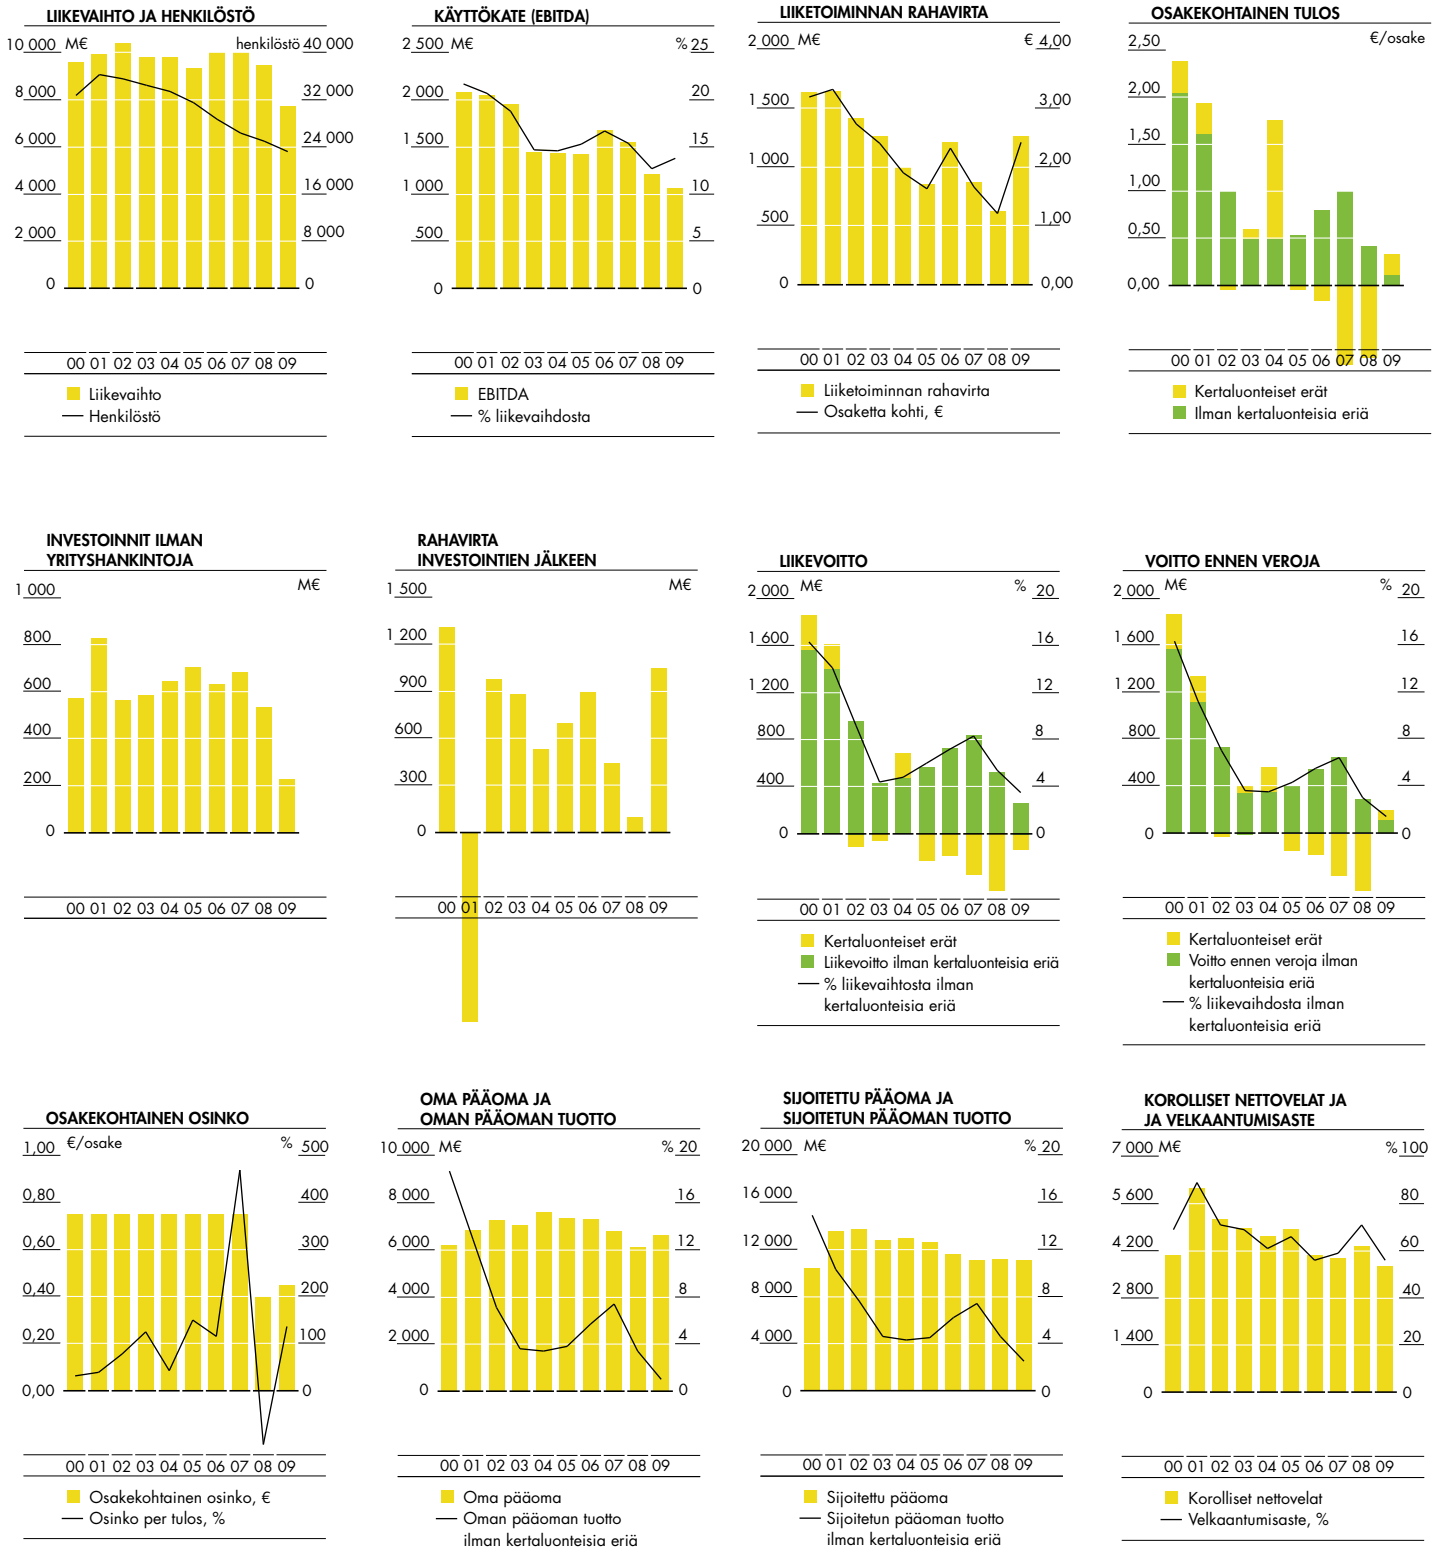 LIIKEVAIHTO JA HENKILÖSTÖ
10 000 M€ henkilöstö 40 000
8 000 32 000
6 000 24 000
4 000 16 000
2 000 8 000
0 0
00 01 02 03 04 05 06 07 08 09
Liikevaihto
Henkilöstö
KÄYTTÖKATE (EBITDA)
2 500 M€ % 25
2 000 20
1 500 15
1 000 10
500 5
0 0
00 01 02 03 04 05 06 07 08 09
EBITDA
% liikevaihdosta
LIIKETOIMINNAN RAHAVIRTA
2 000 M€ € 4,00
1 500 3,00
1 000 2,00
500 1,00
0 0,00
00 01 02 03 04 05 06 07 08 09
Liiketoiminnan rahavirta
Osaketta kohti, €
OSAKEKOHTAINEN TULOS
2,50 €/osake
2,00
1,50
1,00
0,50
0,00
00 01 02 03 04 05 06 07 08 09
Kertaluonteiset erät
Ilman kertaluonteisia eriä
INVESTOINNIT ILMAN
YRITYSHANKINTOJA
1 000 M€
800
600
400
200
0
00 01 02 03 04 05 06 07 08 09
RAHAVIRTA
INVESTOINTIEN JÄLKEEN
1 500 M€
1 200
900
600
300
0
00 01 02 03 04 05 06 07 08 09
LIIKEVOITTO
2 000 M€ % 20
1 600 16
1 200 12
800 8
400 4
0 0
00 01 02 03 04 05 06 07 08 09
Kertaluonteiset erät
Liikevoitto ilman kertaluonteisia eriä
% liikevaihtosta ilman
kertaluonteisia eriä
VOITTO ENNEN VEROJA
2 000 M€ % 20
1 600 16
1 200 12
800 8
400 4
0 0
00 01 02 03 04 05 06 07 08 09
Kertaluonteiset erät
Voitto ennen veroja ilman
kertaluonteisia eriä
% liikevaihdosta ilman
kertaluonteisia eriä
OSAKEKOHTAINEN OSINKO
1,00 €/osake % 500
0,80 400
0,60 300
0,40 200
0,20 100
0,00 0
00 01 02 03 04 05 06 07 08 09
Osakekohtainen osinko, €
Osinko per tulos, %
OMA PÄÄOMA JA
OMAN PÄÄOMAN TUOTTO
10 000 M€ % 20
8 000 16
6 000 12
4 000 8
2 000 4
0 0
00 01 02 03 04 05 06 07 08 09
Oma pääoma
Oman pääoman tuotto
ilman kertaluonteisia eriä
SIJOITETTU PÄÄOMA JA
SIJOITETUN PÄÄOMAN TUOTTO
20 000 M€ % 20
16 000 16
12 000 12
8 000 8
4 000 4
0 0
00 01 02 03 04 05 06 07 08 09
Sijoitettu pääoma
Sijoitetun pääoman tuotto
ilman kertaluonteisia eriä
KOROLLISET NETTOVELAT JA
JA VELKAANTUMISASTE
7 000 M€ % 100
5 600 80
4 200 60
2 800 40
1 400 20
0 0
00 01 02 03 04 05 06 07 08 09
Korolliset nettovelat
Velkaantumisaste, %